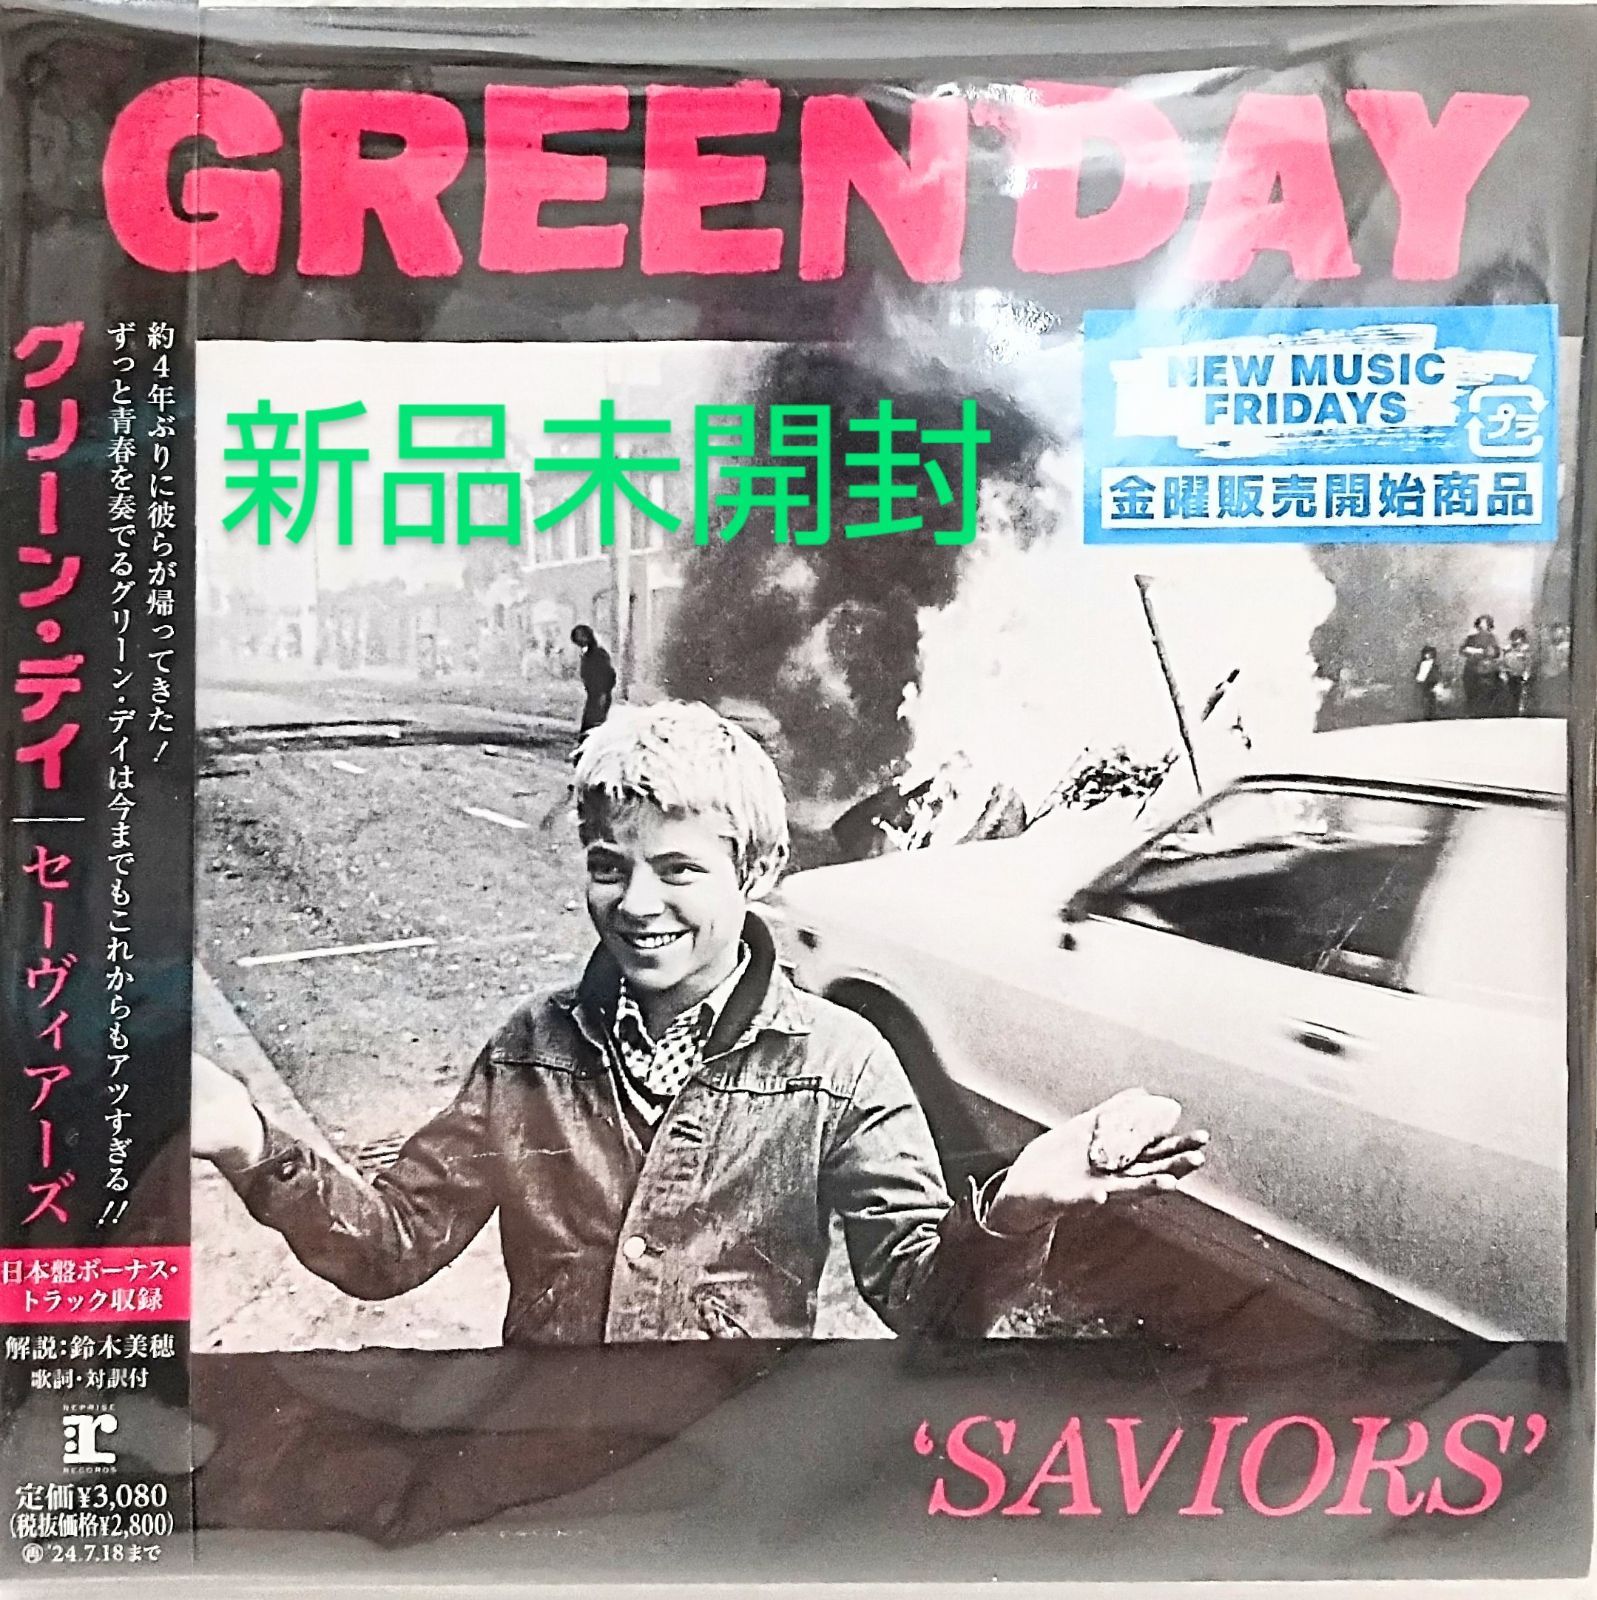 GREEN DAY
NEW MUSIC
FRIDAYS
プラ
金曜販売開始商品
新品未開封
グリーン・デイ｜セーヴィアーズ
約4年ぶりに彼らが帰ってきた!
ずっと青春を奏でるグリーン・デイは今までもこれからもアツすぎる!!
日本盤ボーナス・
トラック収録
解説:鈴木美穂
歌詞・対訳付
REPRISE
r
RECORDS
定価¥3,080
(税抜価格¥2,800)
再 '24.7.18まで
'SAVIORS'